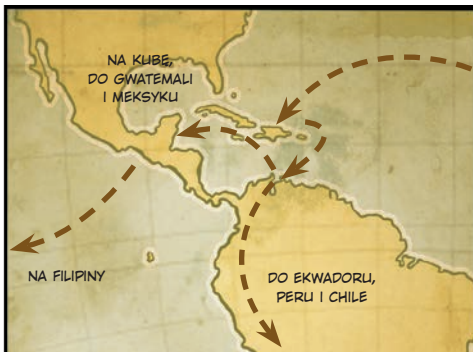 NA KUBĘ,
DO GWATEMALI
I MEKSYKU
NA FILIPINY
DO EKWADORU,
PERU I CHILE